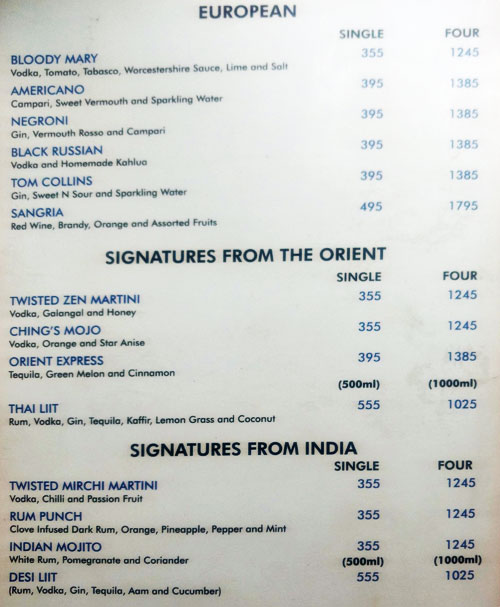 EUROPEAN
SINGLE FOUR
BLOODY MARY 355 1245
Vodka, Tomato, Tabasco, Worcestershire Sauce, Lime and Salt
AMERICANO 395 1385
Campari, Sweet Vermouth and Sparkling Water
NEGRONI 395 1385
Gin, Vermouth Rosso and Campari
BLACK RUSSIAN 395 1385
Vodka and Homemade Kahlua
TOM COLLINS 395 1385
Gin, Sweet N Sour and Sparkling Water
SANGRIA 495 1795
Red Wine, Brandy, Orange and Assorted Fruits
SIGNATURES FROM THE ORIENT
SINGLE FOUR
TWISTED ZEN MARTINI 355 1245
Vodka, Galangal and Honey
CHING'S MOJO 355 1245
Vodka, Orange and Star Anise
ORIENT EXPRESS 395 1385
Tequila, Green Melon and Cinnamon
(500ml) (1000ml)
THAI LIIT 555 1025
Rum, Vodka, Gin, Tequila, Kaffir, Lemon Grass and Coconut
SIGNATURES FROM INDIA
SINGLE FOUR
TWISTED MIRCHI MARTINI 355 1245
Vodka, Chilli and Passion Fruit
RUM PUNCH 355 1245
Clove Infused Dark Rum, Orange, Pineapple, Pepper and Mint
INDIAN MOJITO 355 1245
White Rum, Pomegranate and Coriander (500ml) (1000ml)
DESI LIIT 555 1025
(Rum, Vodka, Gin, Tequila, Aam and Cucumber)